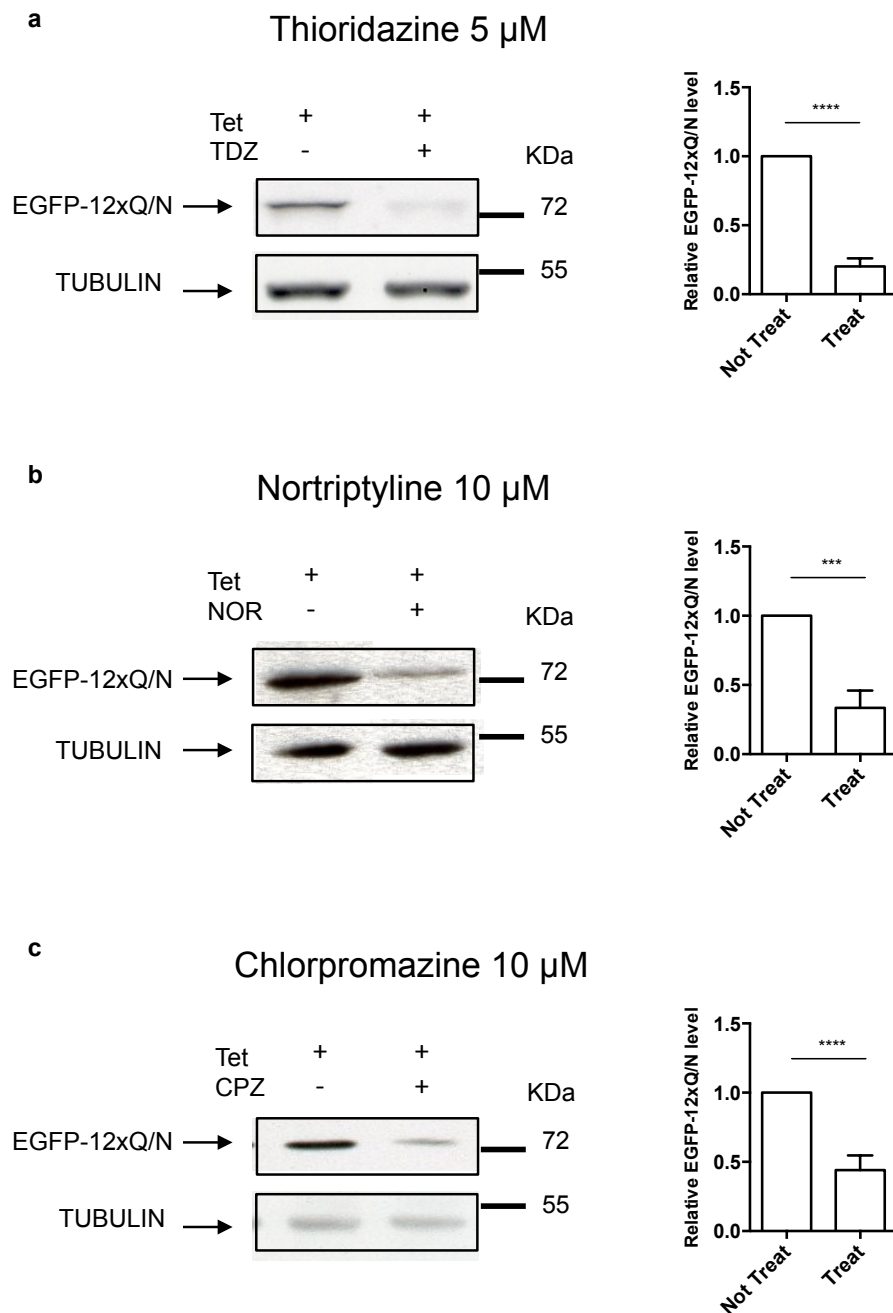 a
Thioridazine 5 μM
Tet + +
TDZ - + KDa
EGFP-12xQ/N 72
TUBULIN 55
Relative EGFP-12xQ/N level
1.5
1.0
0.5
0.0
****
Not Treat
Treat
b
Nortriptyline 10 μM
Tet + +
NOR - + KDa
EGFP-12xQ/N 72
TUBULIN 55
Relative EGFP-12xQ/N level
1.5
1.0
0.5
0.0
***
Not Treat
Treat
c
Chlorpromazine 10 μM
Tet + +
CPZ - + KDa
EGFP-12xQ/N 72
TUBULIN 55
Relative EGFP-12xQ/N level
1.5
1.0
0.5
0.0
****
Not Treat
Treat